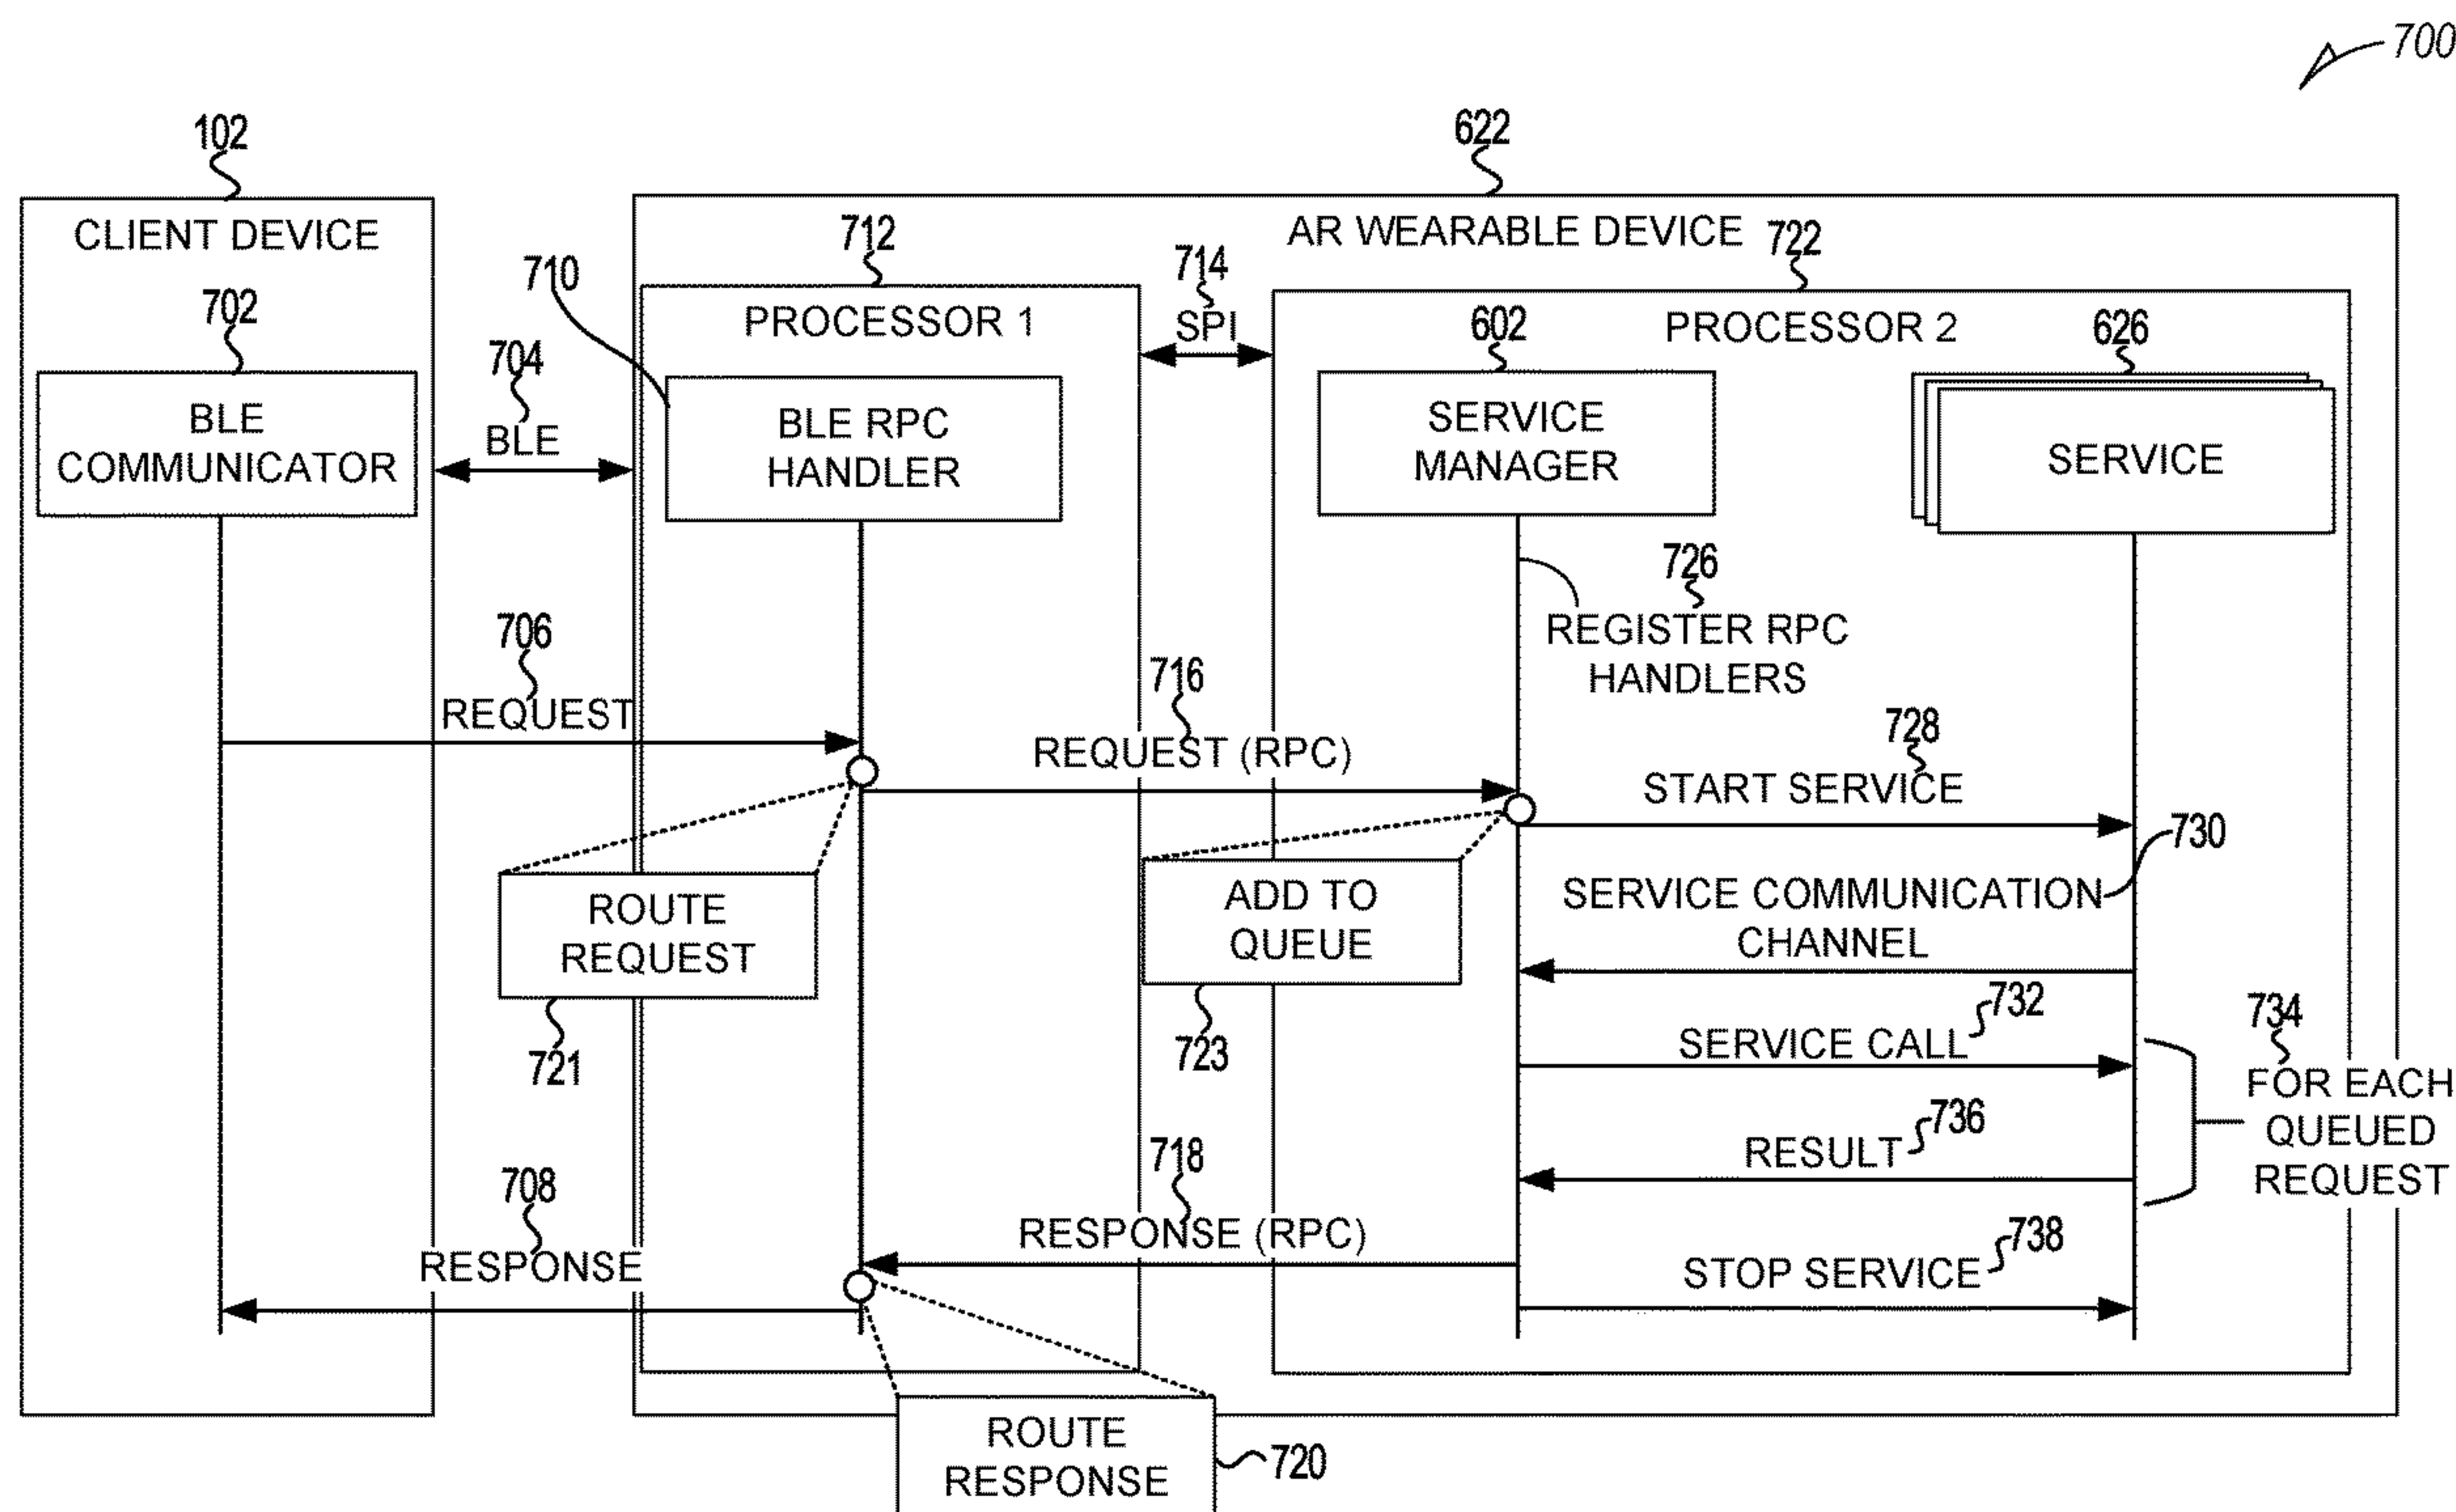 700
102
622
CLIENT DEVICE
AR WEARABLE DEVICE
712
722
710
714
702
PROCESSOR 1
SPI
602
PROCESSOR 2
626
704
BLE
COMMUNICATOR
BLE
BLE RPC
HANDLER
SERVICE
MANAGER
SERVICE
726
REGISTER RPC
HANDLERS
706
REQUEST
716
REQUEST (RPC)
728
START SERVICE
730
ROUTE
REQUEST
ADD TO
QUEUE
SERVICE COMMUNICATION
CHANNEL
721
723
732
SERVICE CALL
734
FOR EACH
QUEUED
REQUEST
736
RESULT
718
RESPONSE (RPC)
708
RESPONSE
738
STOP SERVICE
ROUTE
RESPONSE
720